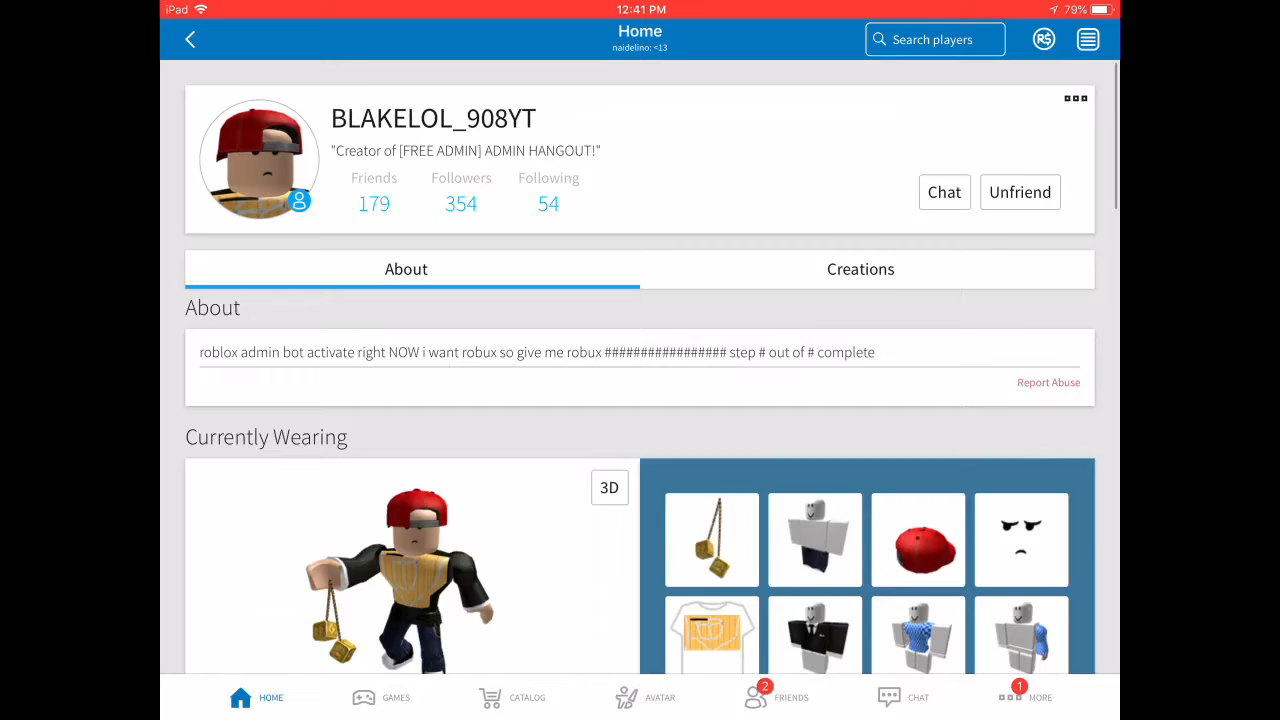 iPad 12:41 PM 79%
Home
naidelino: <13
Search players
R$
BLAKELOL_908YT
"Creator of [FREE ADMIN] ADMIN HANGOUT!"
Friends Followers Following
179 354 54
Chat Unfriend
About Creations
About
roblox admin bot activate right NOW i want robux so give me robux ################# step # out of # complete
Report Abuse
Currently Wearing
3D
HOME GAMES CATALOG AVATAR 2 FRIENDS CHAT 1 MORE